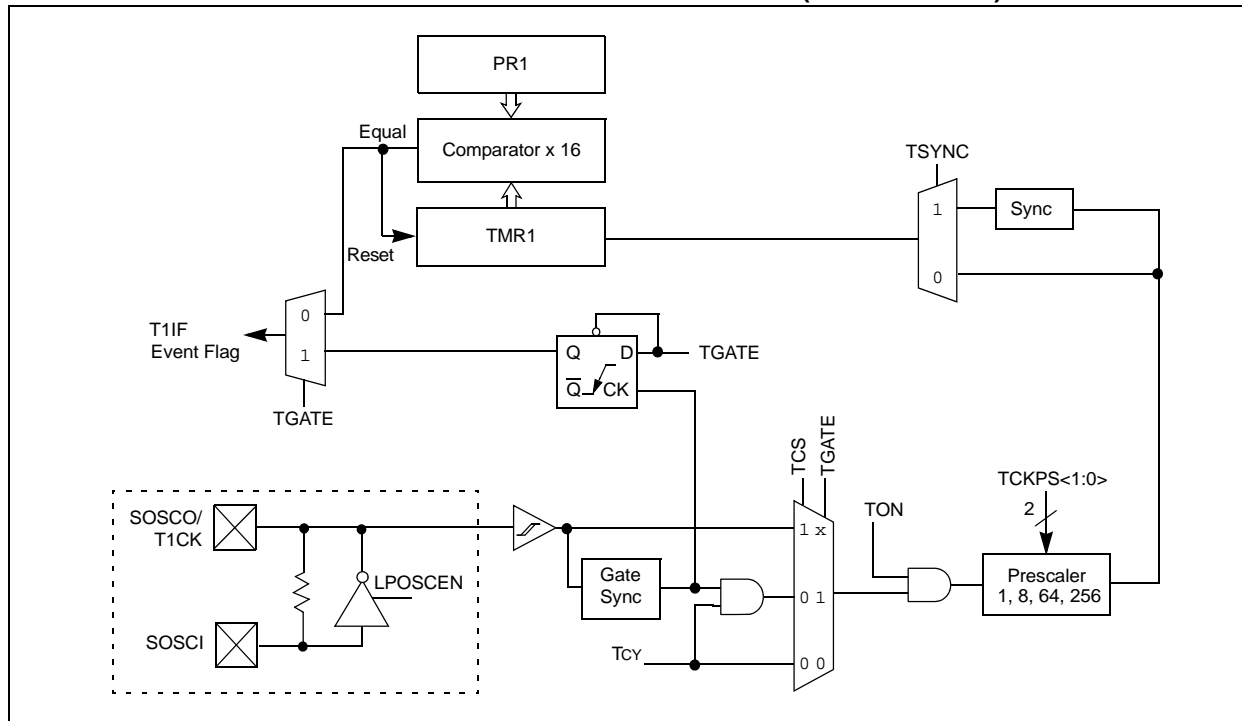 PR1
Equal
Comparator x 16
TSYNC
1
Sync
TMR1
Reset
0
0
T1IF
Event Flag
1
Q
D
TGATE
Q
CK
TGATE
TCS
TGATE
TCKPS<1:0>
2
SOSCO/
T1CK
1 x
TON
LPOSCEN
Gate
Sync
0 1
Prescaler
1, 8, 64, 256
SOSCI
TCY
0 0